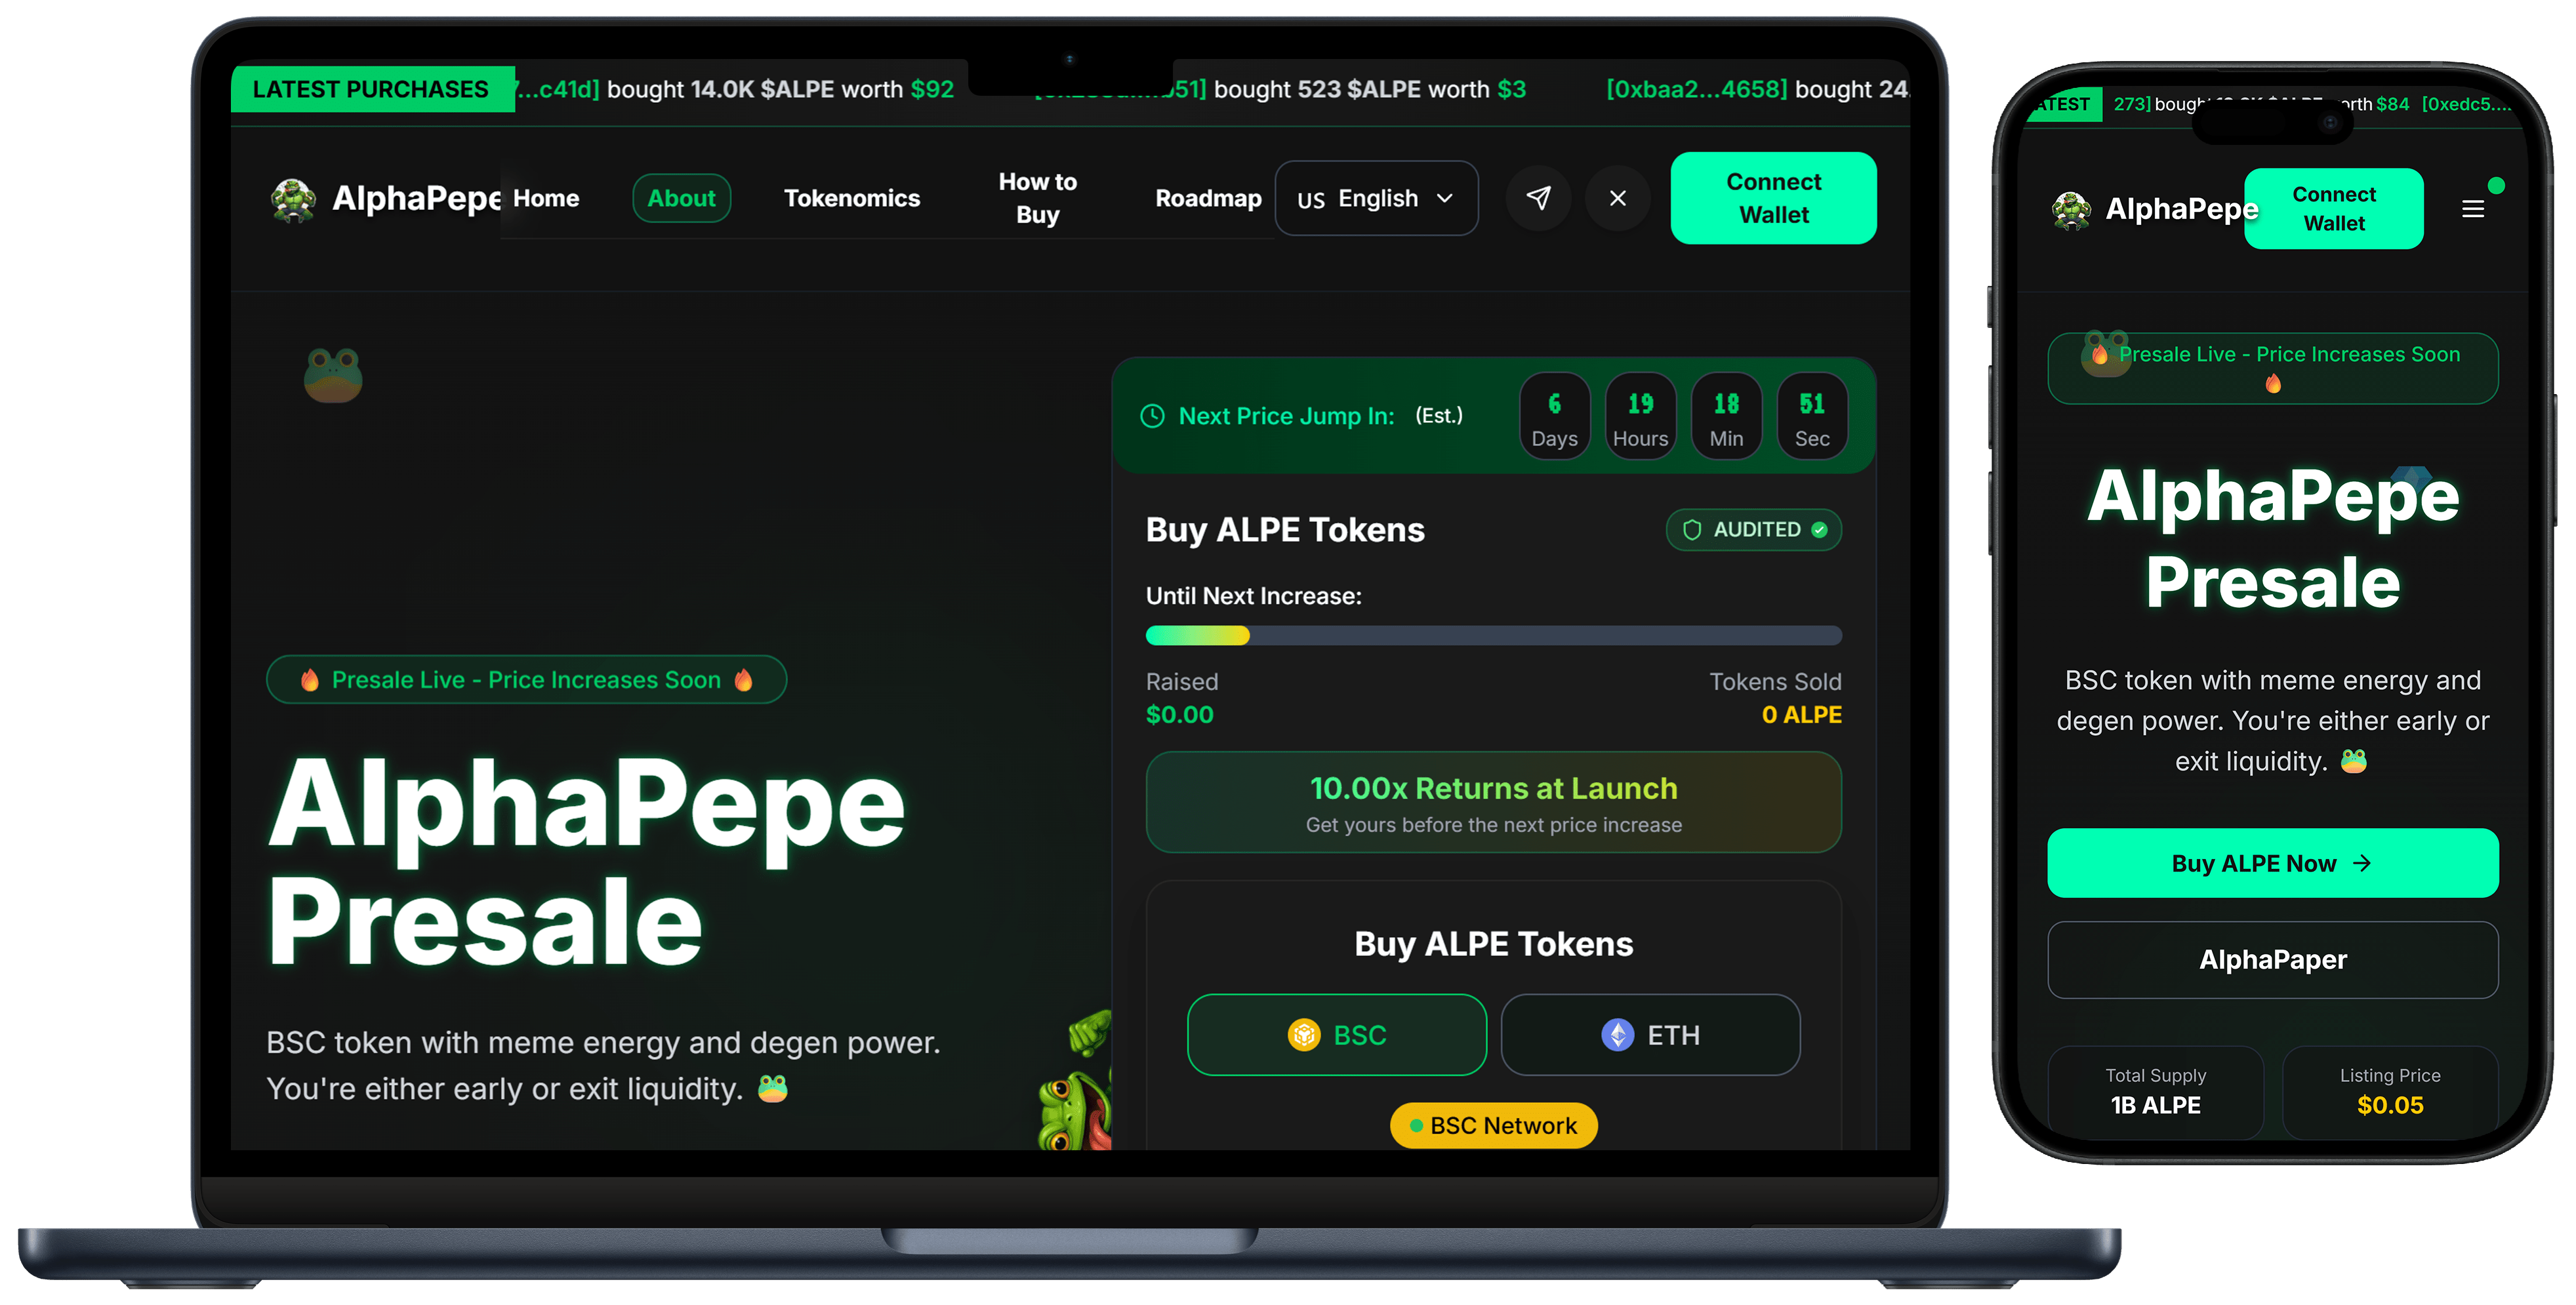 LATEST PURCHASES
...c41d] bought 14.0K $ALPE worth $92
51] bought 523 $ALPE worth $3
[0xbaa2...4658] bought 24.
AlphaPepe
Home
About
Tokenomics
How to
Buy
Roadmap
US English
Connect
Wallet
Next Price Jump In: (Est.)
6
Days
19
Hours
18
Min
51
Sec
Buy ALPE Tokens
AUDITED
Until Next Increase:
Raised
$0.00
Tokens Sold
0 ALPE
10.00x Returns at Launch
Get yours before the next price increase
Buy ALPE Tokens
BSC
ETH
BSC Network
🔥 Presale Live - Price Increases Soon 🔥
AlphaPepe
Presale
BSC token with meme energy and degen power.
You're either early or exit liquidity. 🐸
ATEST
273] bought worth $84 [0xedc5....
AlphaPepe
Connect
Wallet
🔥 Presale Live - Price Increases Soon
🔥
AlphaPepe
Presale
BSC token with meme energy and
degen power. You're either early or
exit liquidity. 🐸
Buy ALPE Now →
AlphaPaper
Total Supply
1B ALPE
Listing Price
$0.05